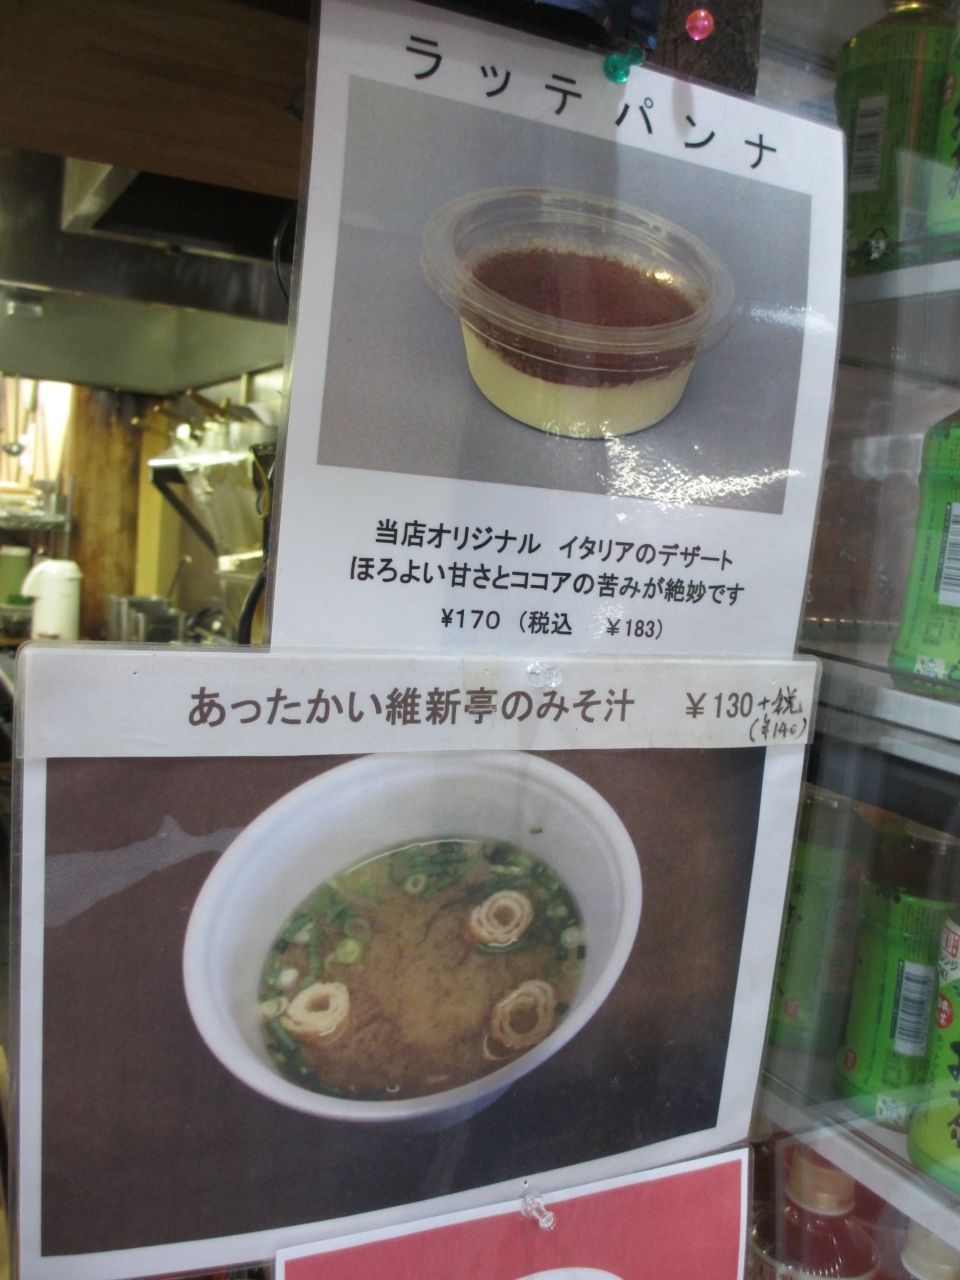 ラッテパンナ
当店オリジナル イタリアのデザート
ほろよい甘さとココアの苦みが絶妙です
¥170（税込 ￥183）
あったかい維新亭のみそ汁 ￥130+税
(¥140)